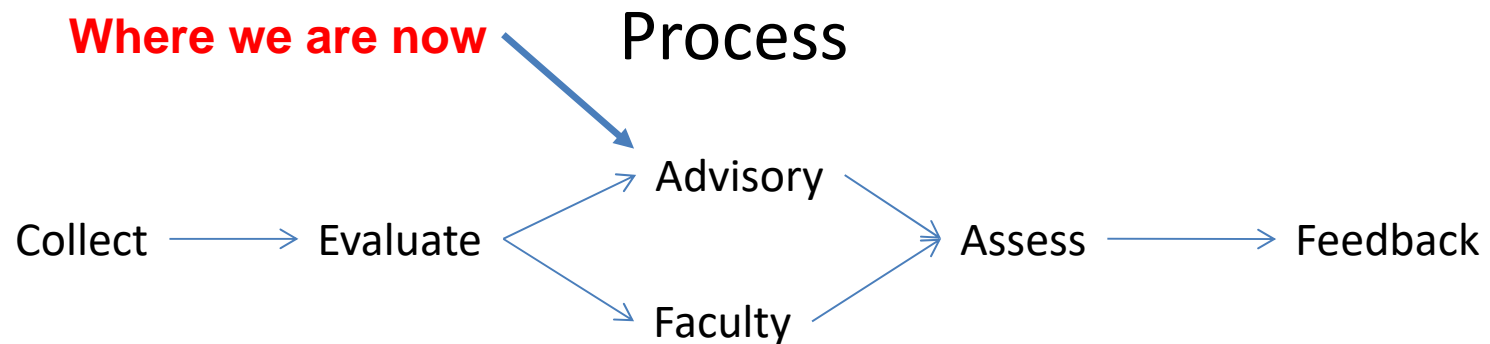 Where we are now
Process
Advisory
Collect
Evaluate
Assess
Feedback
Faculty